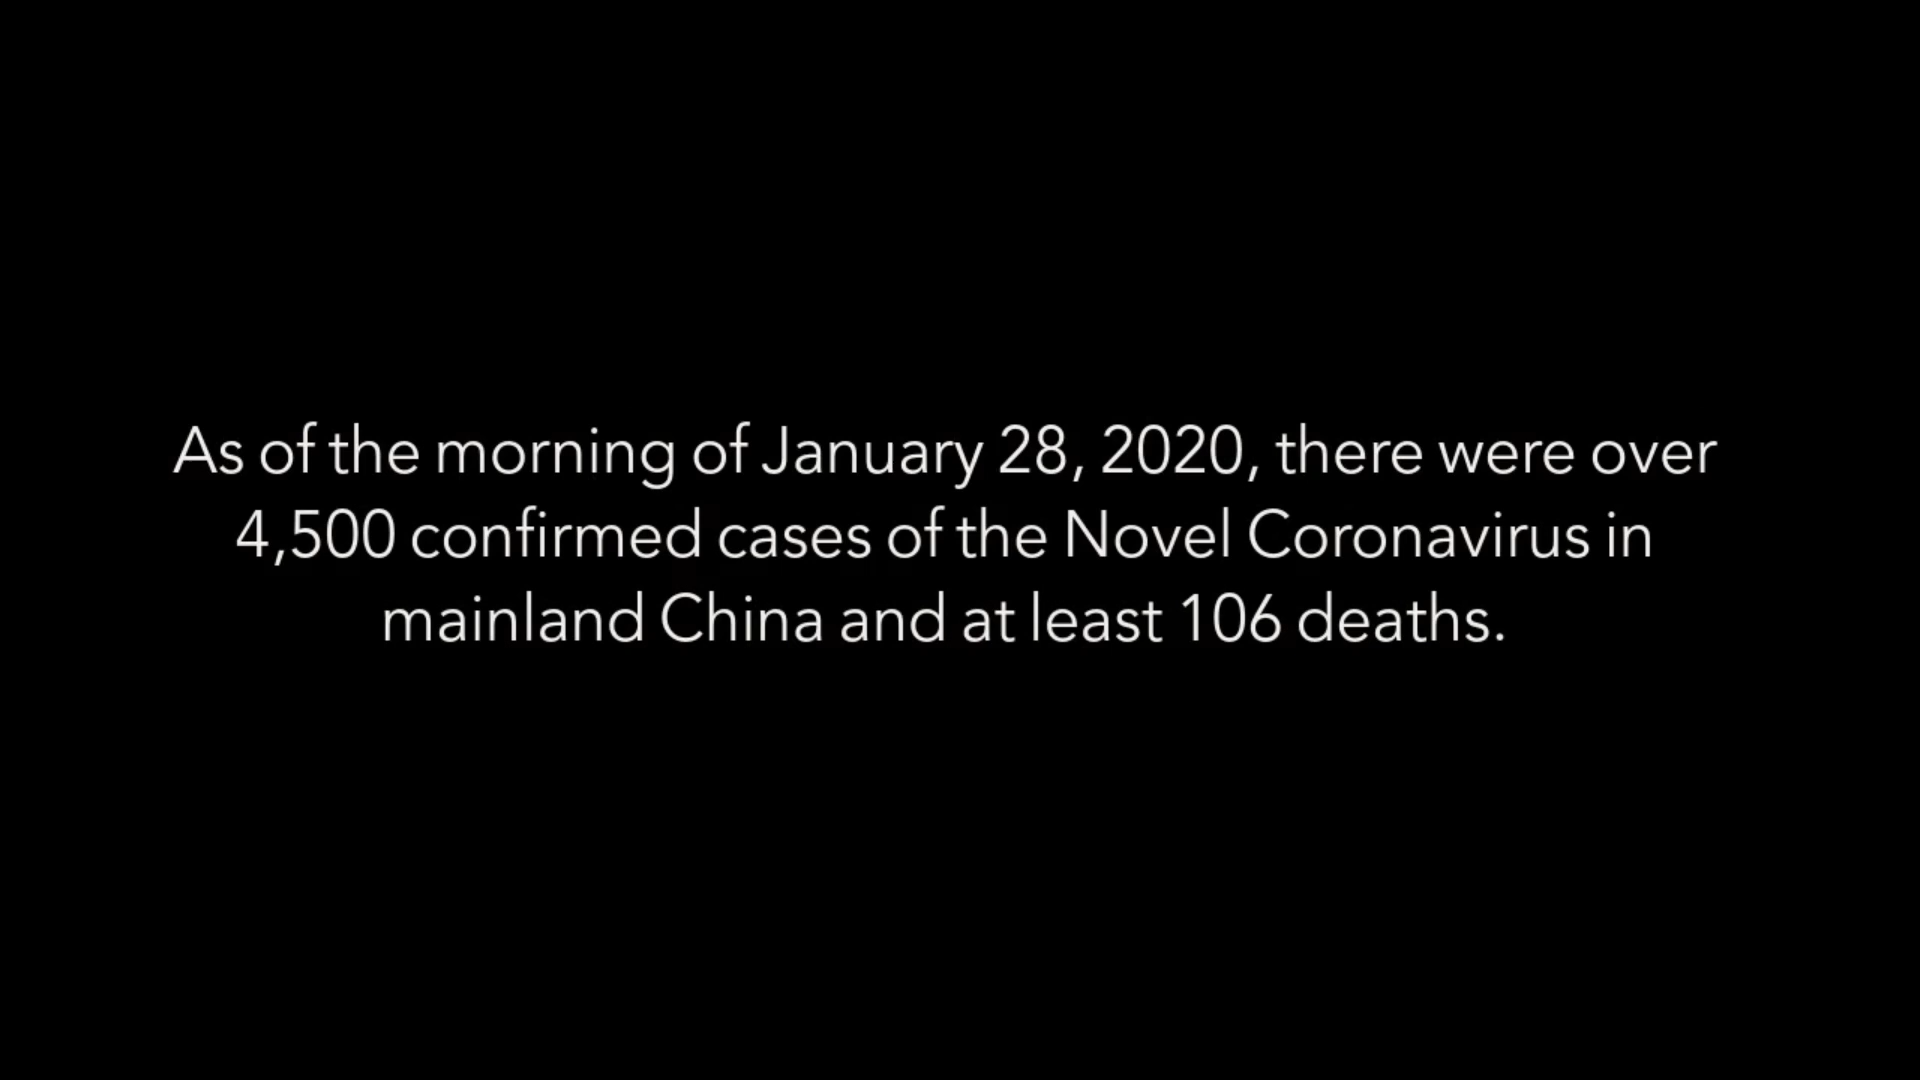 As of the morning of January 28, 2020, there were over
4,500 confirmed cases of the Novel Coronavirus in
mainland China and at least 106 deaths.